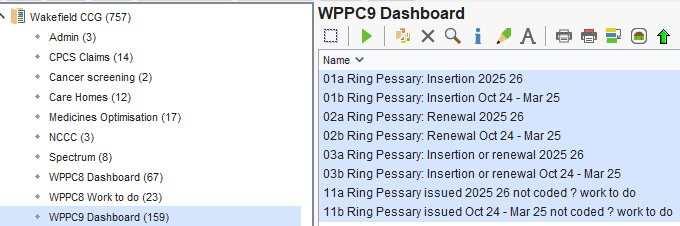 Wakefield CCG (757)
Admin (3)
CPCS Claims (14)
Cancer screening (2)
Care Homes (12)
Medicines Optimisation (17)
NCCC (3)
Spectrum (8)
WPPC8 Dashboard (67)
WPPC8 Work to do (23)
WPPC9 Dashboard (159)
WPPC9 Dashboard
Name
01a Ring Pessary: Insertion 2025 26
01b Ring Pessary: Insertion Oct 24 - Mar 25
02a Ring Pessary: Renewal 2025 26
02b Ring Pessary: Renewal Oct 24 - Mar 25
03a Ring Pessary: Insertion or renewal 2025 26
03b Ring Pessary: Insertion or renewal Oct 24 - Mar 25
11a Ring Pessary issued 2025 26 not coded ? work to do
11b Ring Pessary issued Oct 24 - Mar 25 not coded ? work to do